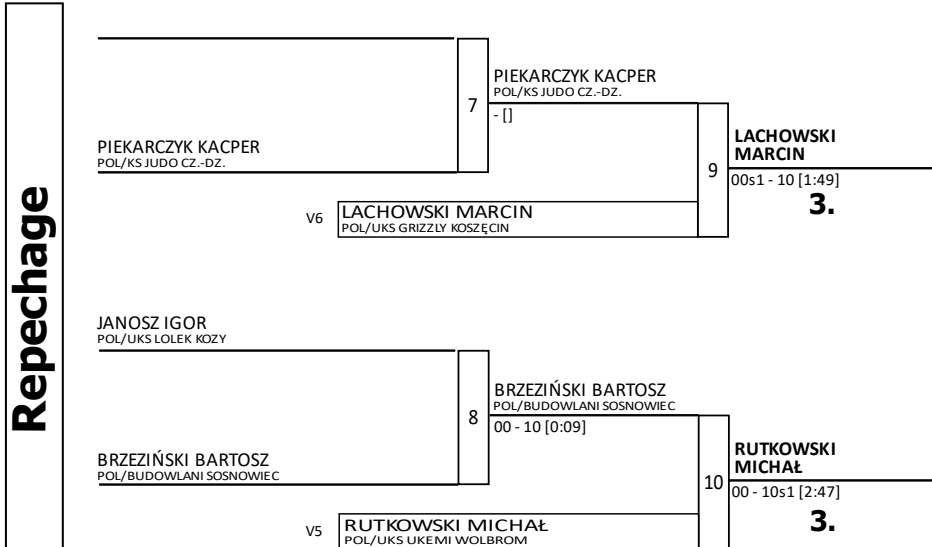 Repechage
PIEKARCZYK KACPER
POL/KS JUDO CZ.-DZ.
7
PIEKARCZYK KACPER
POL/KS JUDO CZ.-DZ.
- []
V6
LACHOWSKI MARCIN
POL/UKS GRIZZLY KOSZĘCIN
9
LACHOWSKI
MARCIN
00s1 - 10 [1:49]
3.
JANOSZ IGOR
POL/UKS LOLEK KOZY
BRZEZIŃSKI BARTOSZ
POL/BUDOWLANI SOSNOWIEC
8
BRZEZIŃSKI BARTOSZ
POL/BUDOWLANI SOSNOWIEC
00 - 10 [0:09]
V5
RUTKOWSKI MICHAŁ
POL/UKS UKEMI WOLBROM
10
RUTKOWSKI
MICHAŁ
00 - 10s1 [2:47]
3.